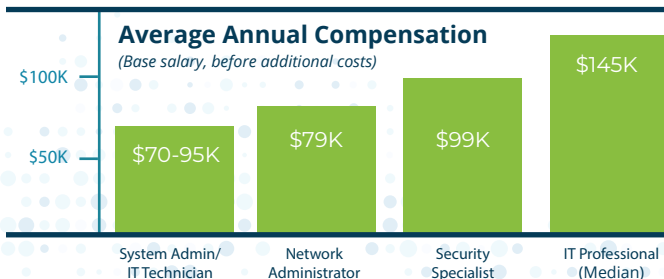 Average Annual Compensation
(Base salary, before additional costs)
$100K
$50K
$70-95K
$79K
$99K
$145K
System Admin/
IT Technician
Network
Administrator
Security
Specialist
IT Professional
(Median)